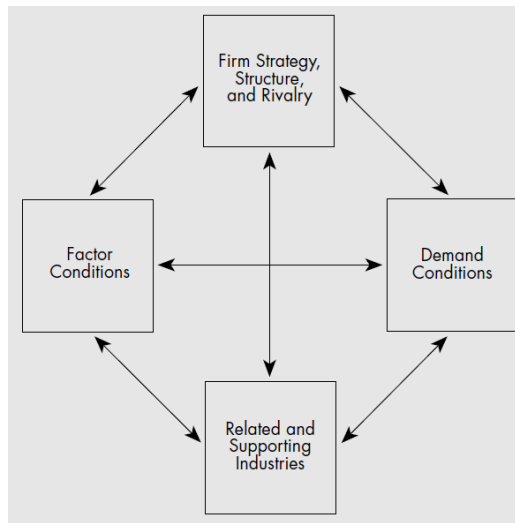 Firm Strategy,
Structure,
and Rivalry
Factor
Conditions
Demand
Conditions
Related and
Supporting
Industries